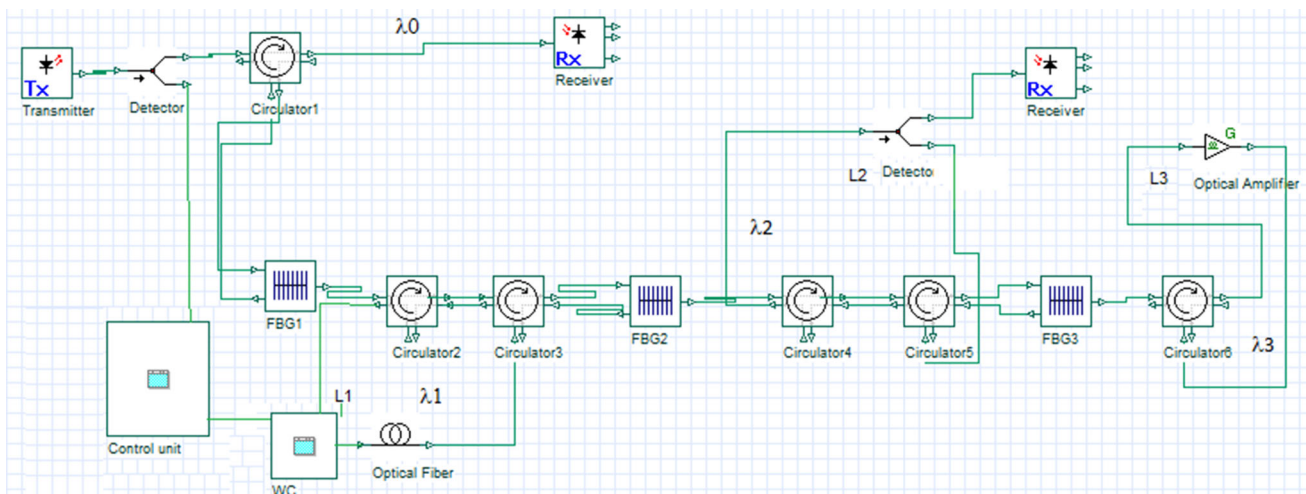 λ0
Tx
Transmitter
Detector
Circulator1
Rx
Receiver
Rx
Receiver
L2
Detector
G
L3
Optical Amplifier
λ2
FBG1
Circulator2
Circulator3
FBG2
Circulator4
Circulator5
FBG3
Circulator6
λ3
L1
λ1
Control unit
Optical Fiber
WC